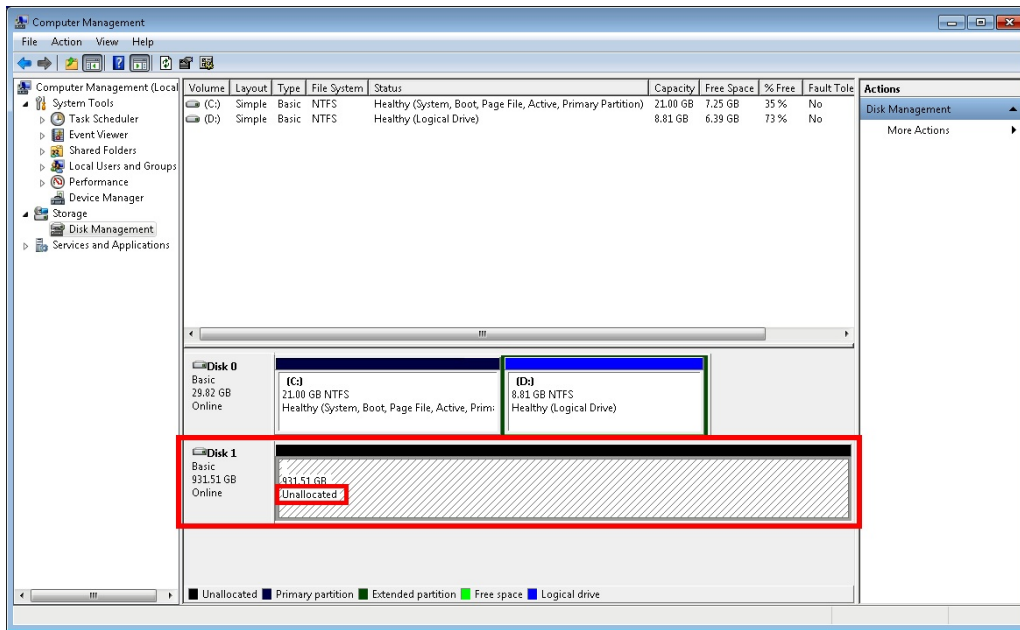 Computer Management
File Action View Help
Computer Management (Local
System Tools
Task Scheduler
Event Viewer
Shared Folders
Local Users and Groups
Performance
Device Manager
Storage
Disk Management
Services and Applications
Volume Layout Type File System Status Capacity Free Space % Free Fault Tole
(C:) Simple Basic NTFS Healthy (System, Boot, Page File, Active, Primary Partition) 21.00 GB 7.25 GB 35 % No
(D:) Simple Basic NTFS Healthy (Logical Drive) 8.81 GB 6.39 GB 73 % No
Disk 0
Basic
29.82 GB
Online
(C:)
21.00 GB NTFS
Healthy (System, Boot, Page File, Active, Prim
(D:)
8.81 GB NTFS
Healthy (Logical Drive)
Disk 1
Basic
931.51 GB
Online
931.51 GB
Unallocated
Unallocated Primary partition Extended partition Free space Logical drive
Actions
Disk Management
More Actions